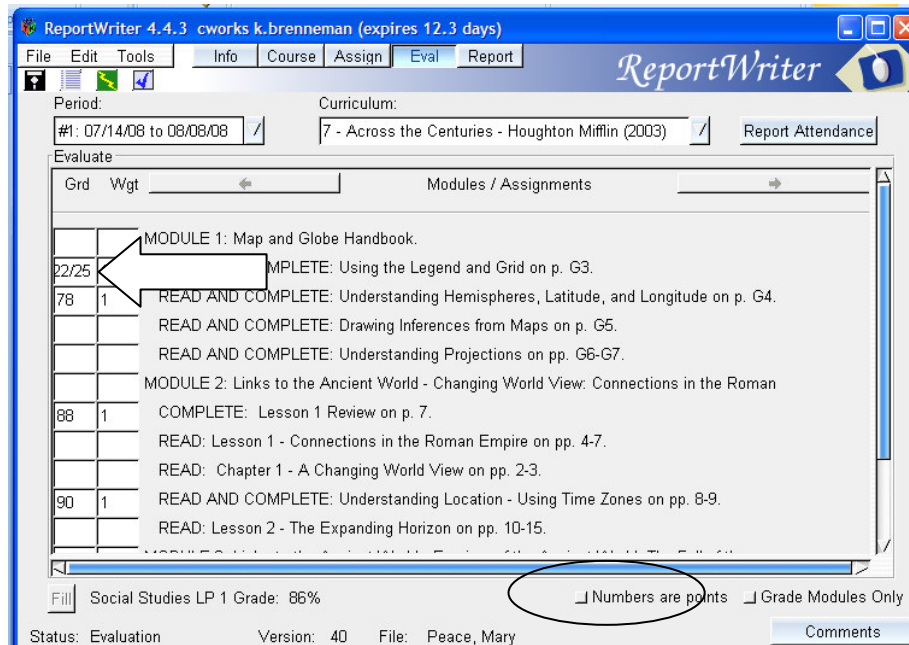 ReportWriter 4.4.3 cworks k.brenneman (expires 12.3 days)
File Edit Tools Info Course Assign Eval Report
ReportWriter
Period: Curriculum:
#1: 07/14/08 to 08/08/08 7 - Across the Centuries - Houghton Mifflin (2003) Report Attendance
Evaluate
Grd Wgt Modules / Assignments
MODULE 1: Map and Globe Handbook.
22/25 MPLETE: Using the Legend and Grid on p. G3.
78 1 READ AND COMPLETE: Understanding Hemispheres, Latitude, and Longitude on p. G4.
READ AND COMPLETE: Drawing Inferences from Maps on p. G5.
READ AND COMPLETE: Understanding Projections on pp. G6-G7.
MODULE 2: Links to the Ancient World - Changing World View: Connections in the Roman
88 1 COMPLETE: Lesson 1 Review on p. 7.
READ: Lesson 1 - Connections in the Roman Empire on pp. 4-7.
READ: Chapter 1 - A Changing World View on pp. 2-3.
90 1 READ AND COMPLETE: Understanding Location - Using Time Zones on pp. 8-9.
READ: Lesson 2 - The Expanding Horizon on pp. 10-15.
Fill Social Studies LP 1 Grade: 86% Numbers are points Grade Modules Only
Status: Evaluation Version: 40 File: Peace, Mary Comments